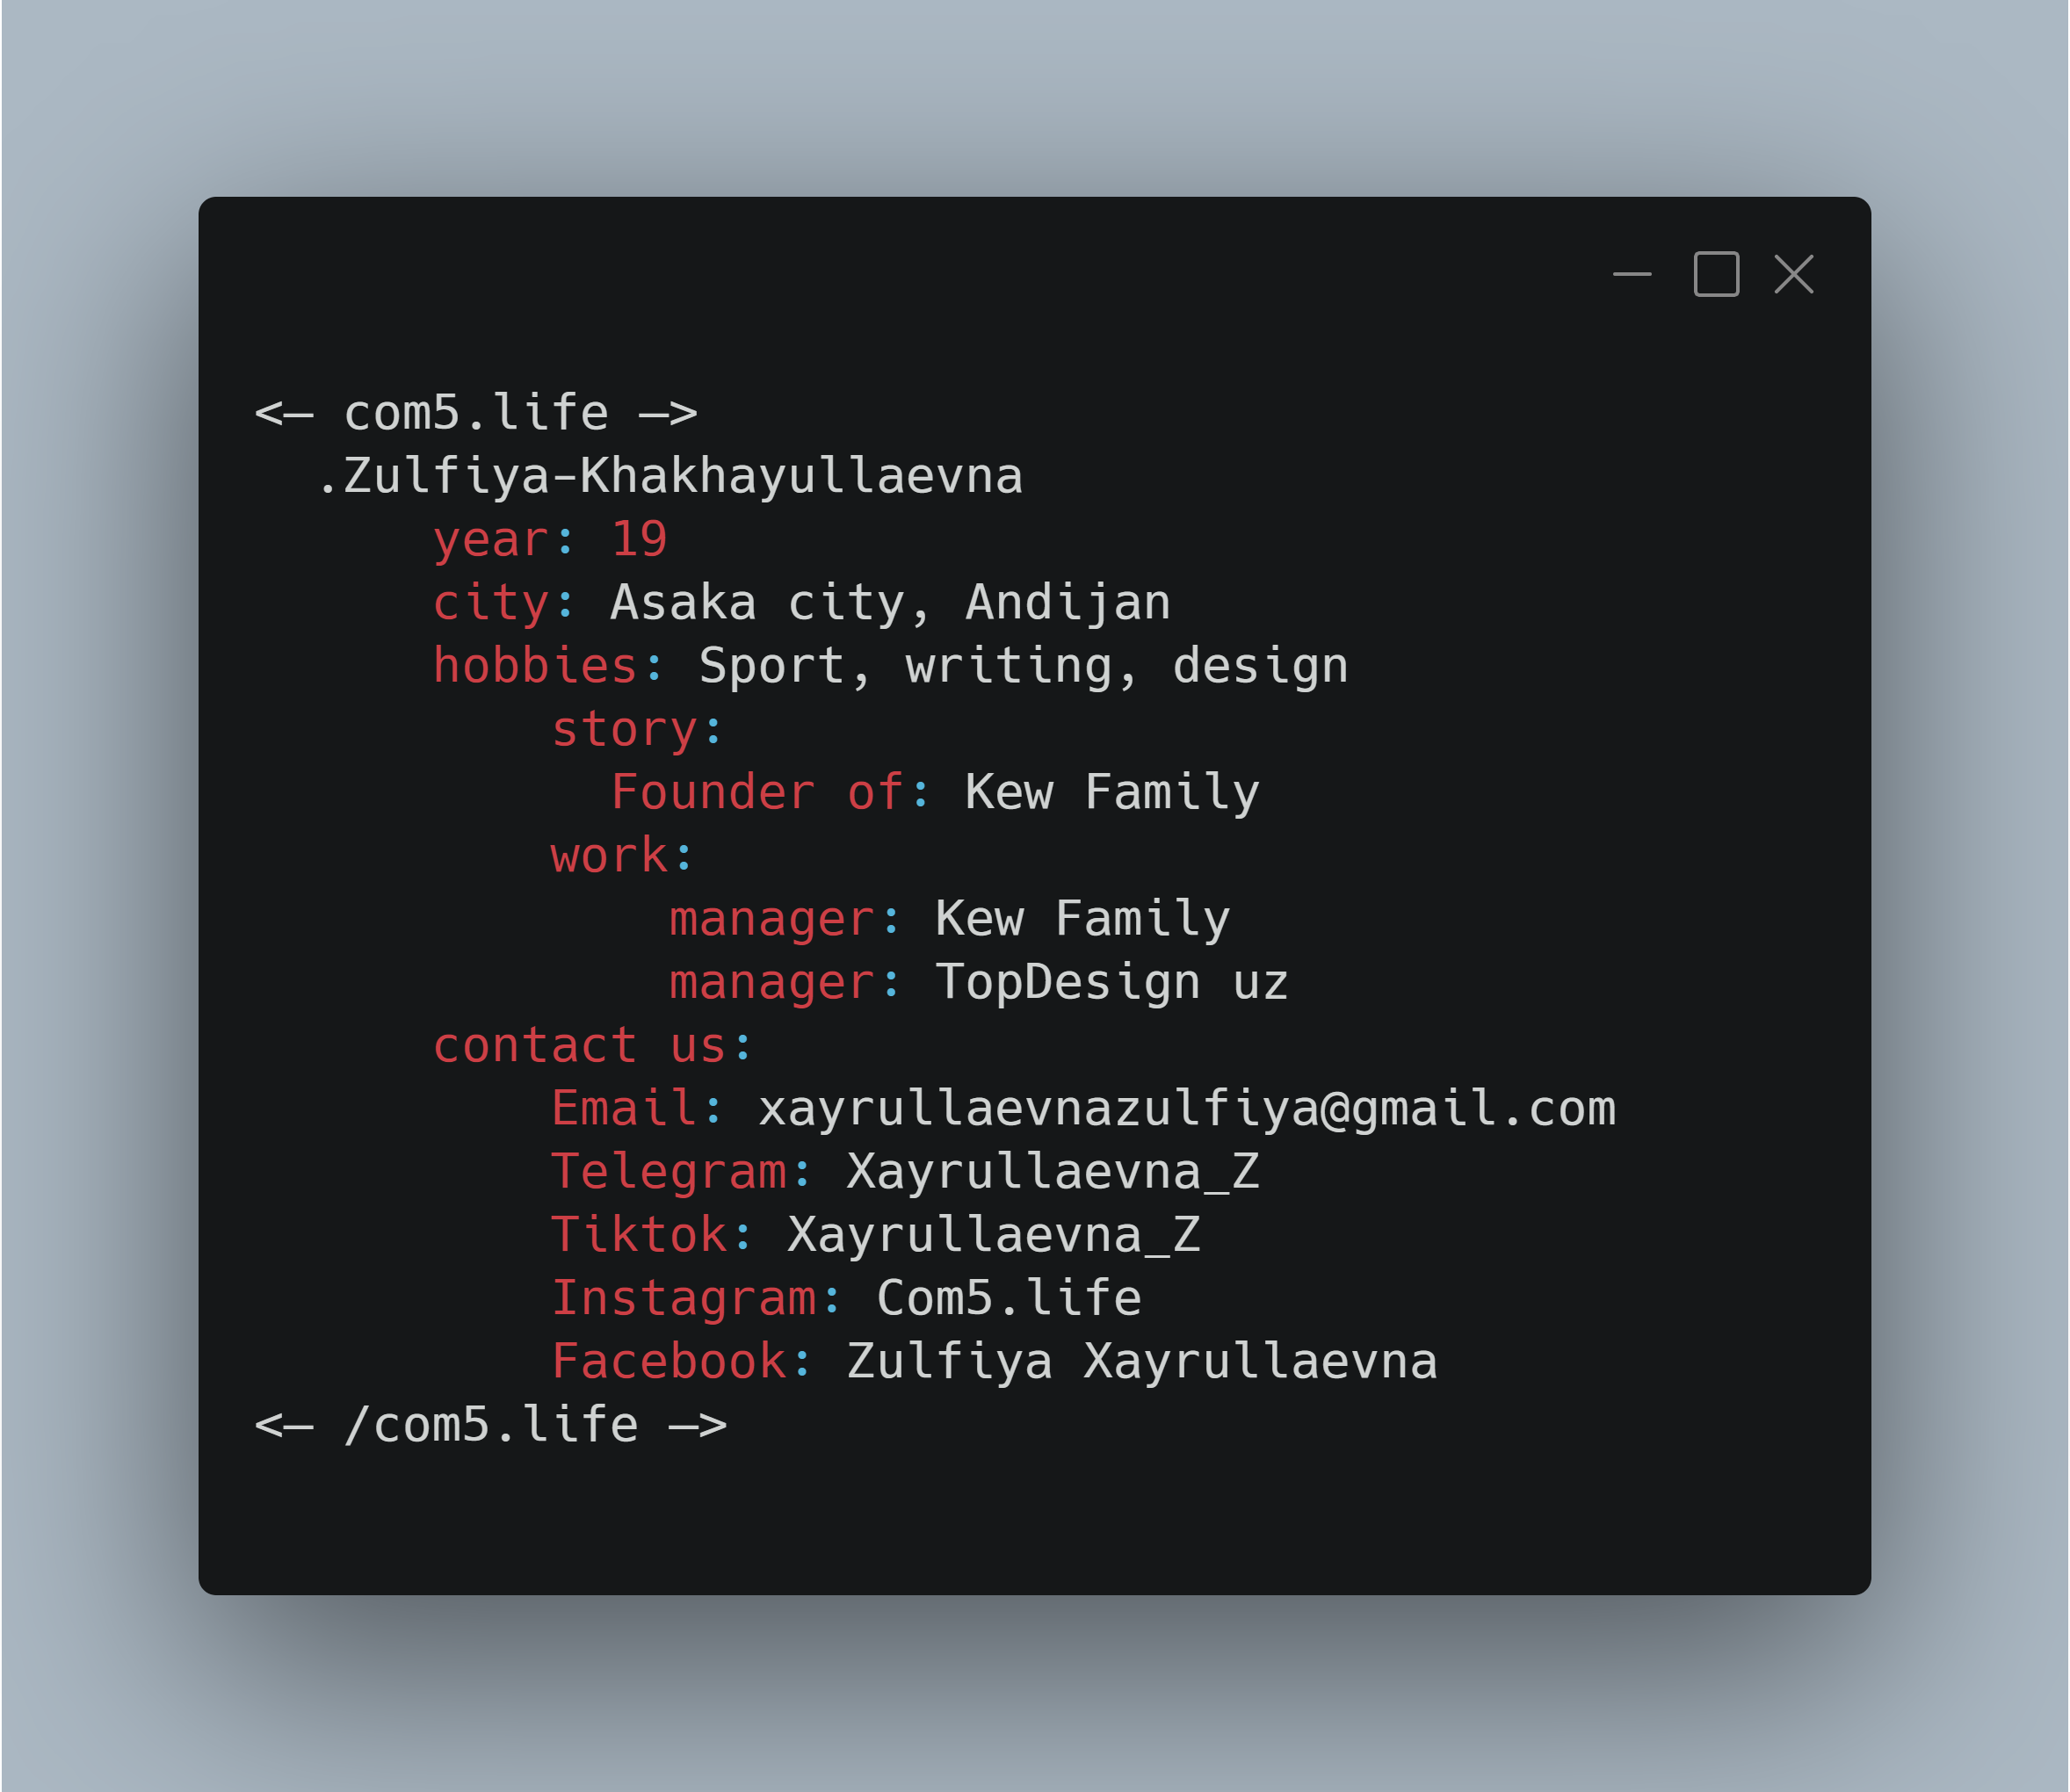 <— com5.life —>
.Zulfiya-Khakhayullaevna
year: 19
city: Asaka city, Andijan
hobbies: Sport, writing, design
story:
Founder of: Kew Family
work:
manager: Kew Family
manager: TopDesign uz
contact us:
Email: xayrullaevnazulfiya@gmail.com
Telegram: Xayrullaevna_Z
Tiktok: Xayrullaevna_Z
Instagram: Com5.life
Facebook: Zulfiya Xayrullaevna
<— /com5.life —>